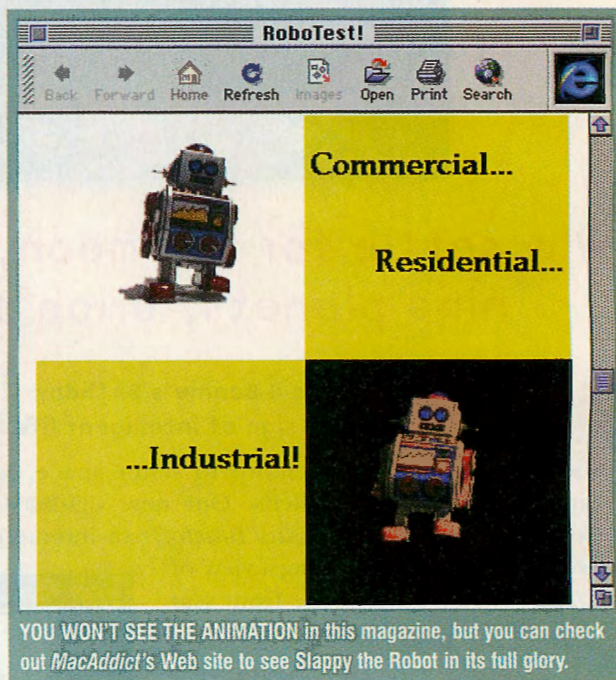 RoboTest!
Back Forward Home Refresh Images Open Print Search
Commercial...
Residential...
...Industrial!
YOU WON'T SEE THE ANIMATION in this magazine, but you can check
out MacAddict's Web site to see Slappy the Robot in its full glory.